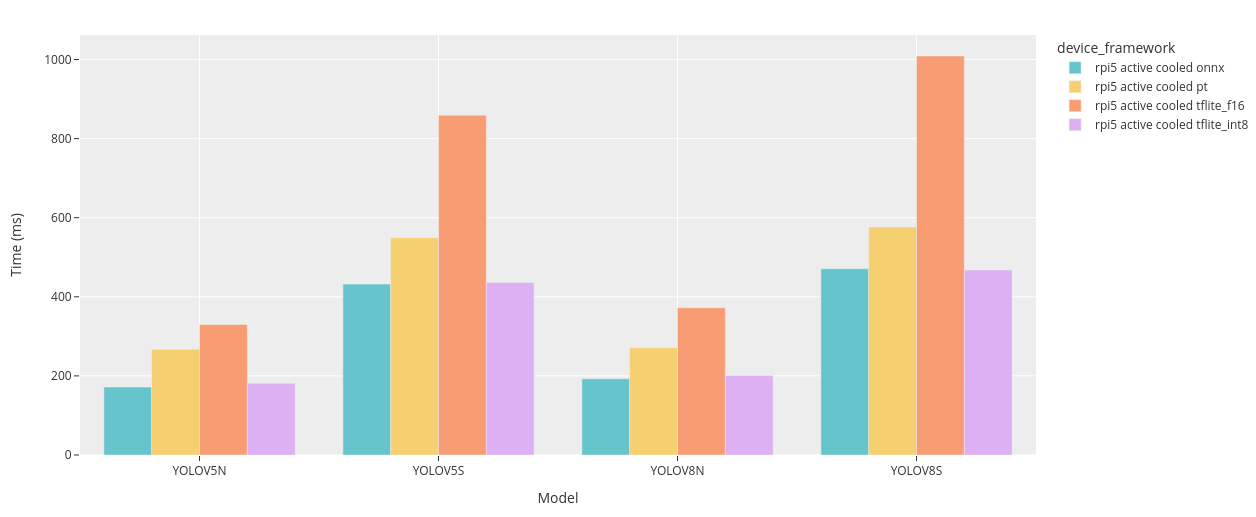 device_framework
rpi5 active cooled onnx
rpi5 active cooled pt
rpi5 active cooled tflite_f16
rpi5 active cooled tflite_int8
Time (ms)
1000
800
600
400
200
0
YOLOV5N YOLOV5S YOLOV8N YOLOV8S
Model